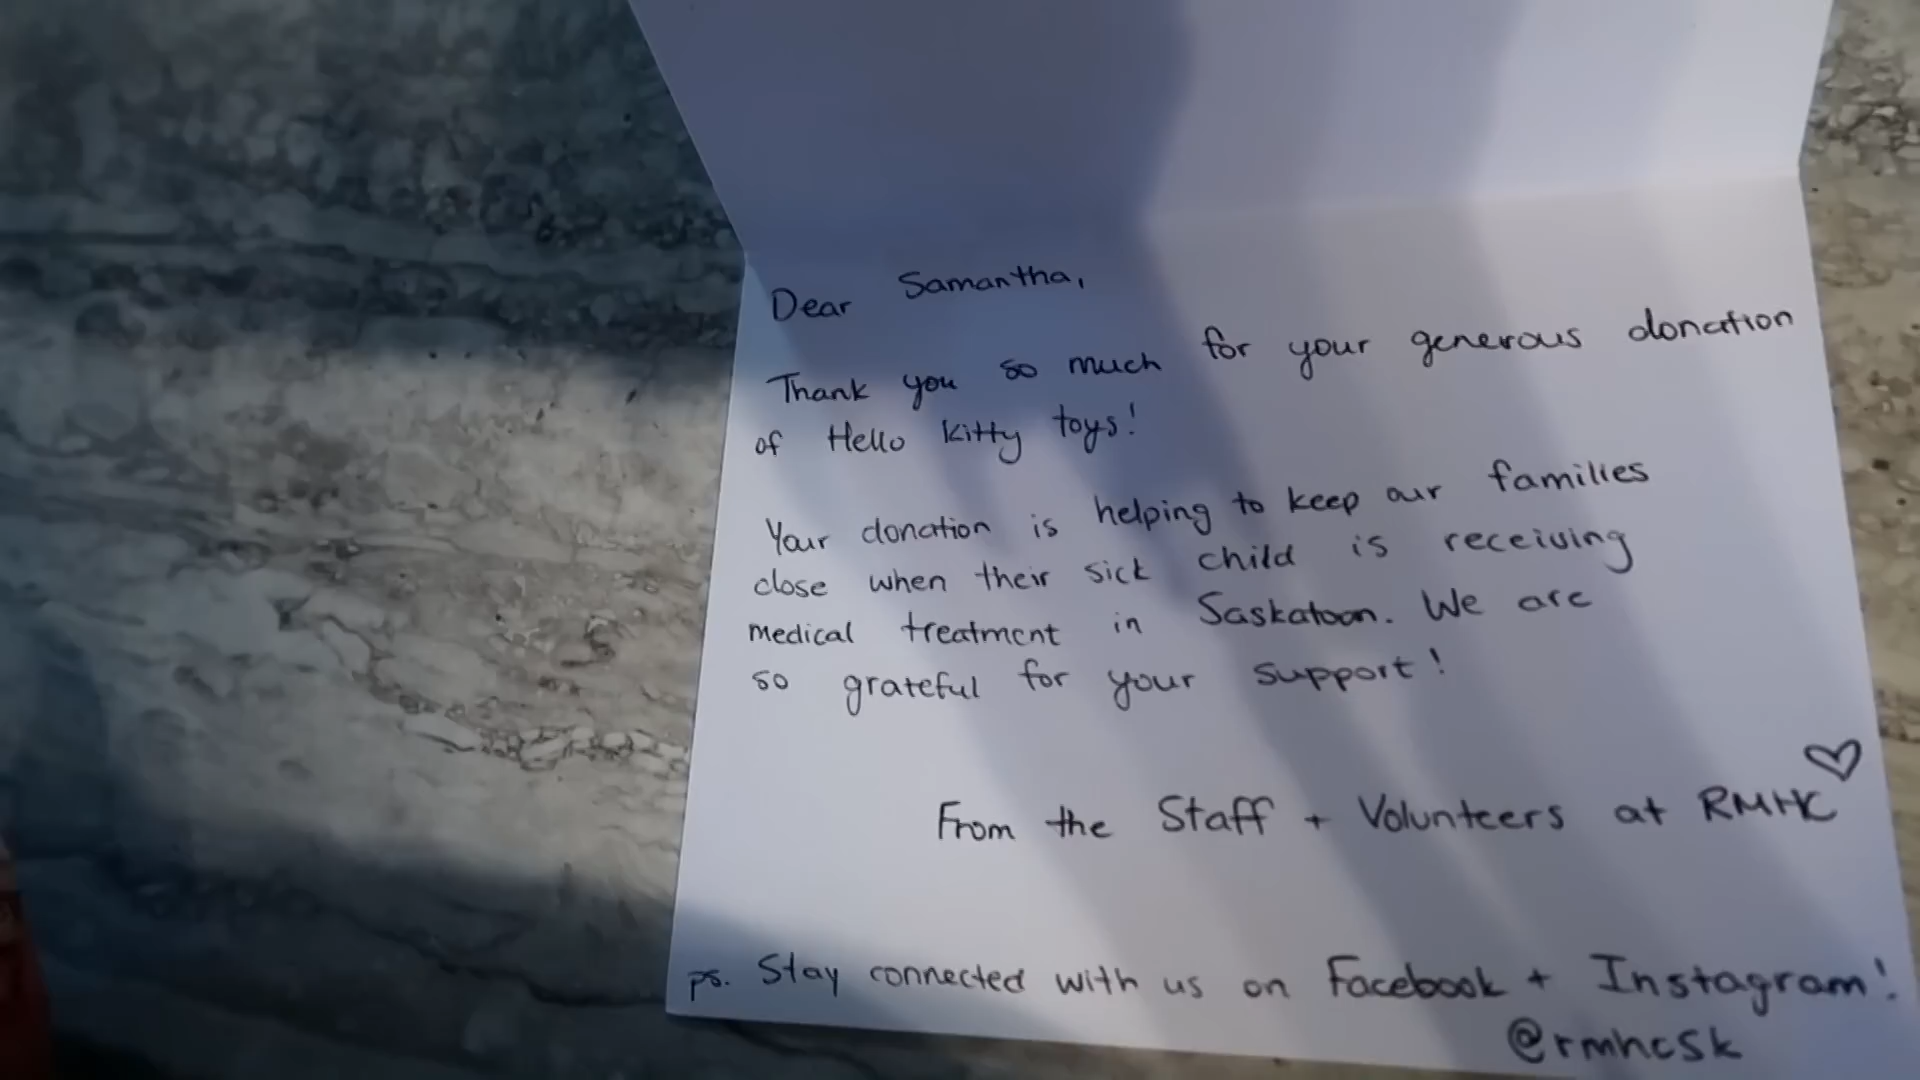 Dear Samantha,
Thank you so much for your generous donation
of Hello Kitty toys!
Your donation is helping to keep our families
close when their sick child is receiving
medical treatment in Saskatoon. We are
so grateful for your support!
From the Staff + Volunteers at RMHC
ps. Stay connected with us on Facebook + Instagram!
@rmhcsk